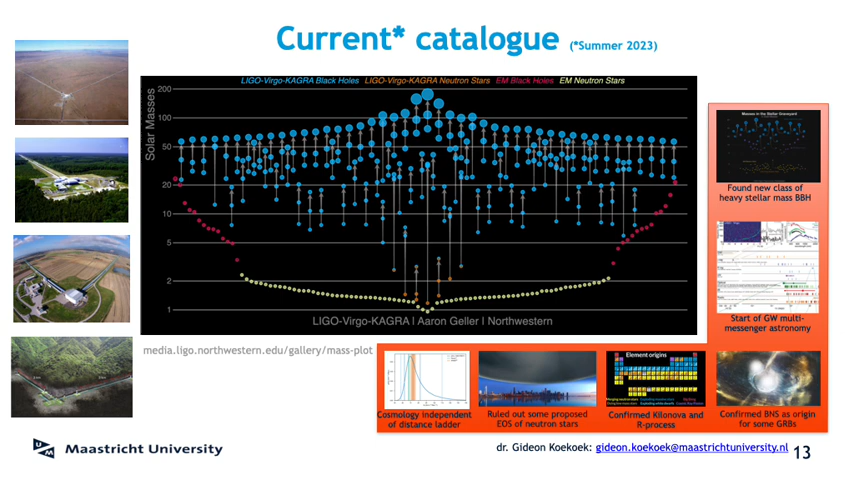 Current* catalogue (*Summer 2023)
LIGO-Virgo-KAGRA Black Holes LIGO-Virgo-KAGRA Neutron Stars EM Black Holes EM Neutron Stars
Solar Masses
200
100
50
20
10
5
2
1
LIGO-Virgo-KAGRA | Aaron Geller | Northwestern
media.ligo.northwestern.edu/gallery/mass-plot
Masses in the Stellar Graveyard
Found new class of
heavy stellar mass BBH
Start of GW multi-
messenger astronomy
Cosmology independent
of distance ladder
Ruled out some proposed
EOS of neutron stars
Element origins
Confirmed Kilonova and
R-process
Confirmed BNS as origin
for some GRBs
Maastricht University
dr. Gideon Koekoek: gideon.koekoek@maastrichtuniversity.nl 13